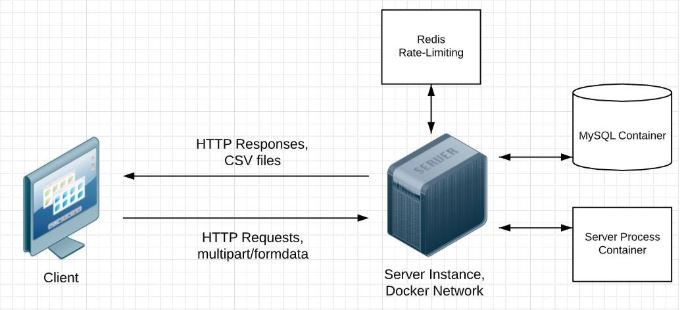 Redis
Rate-Limiting
HTTP Responses,
CSV files
SERVER
MySQL Container
HTTP Requests,
multipart/formdata
Server Process
Container
Client
Server Instance,
Docker Network